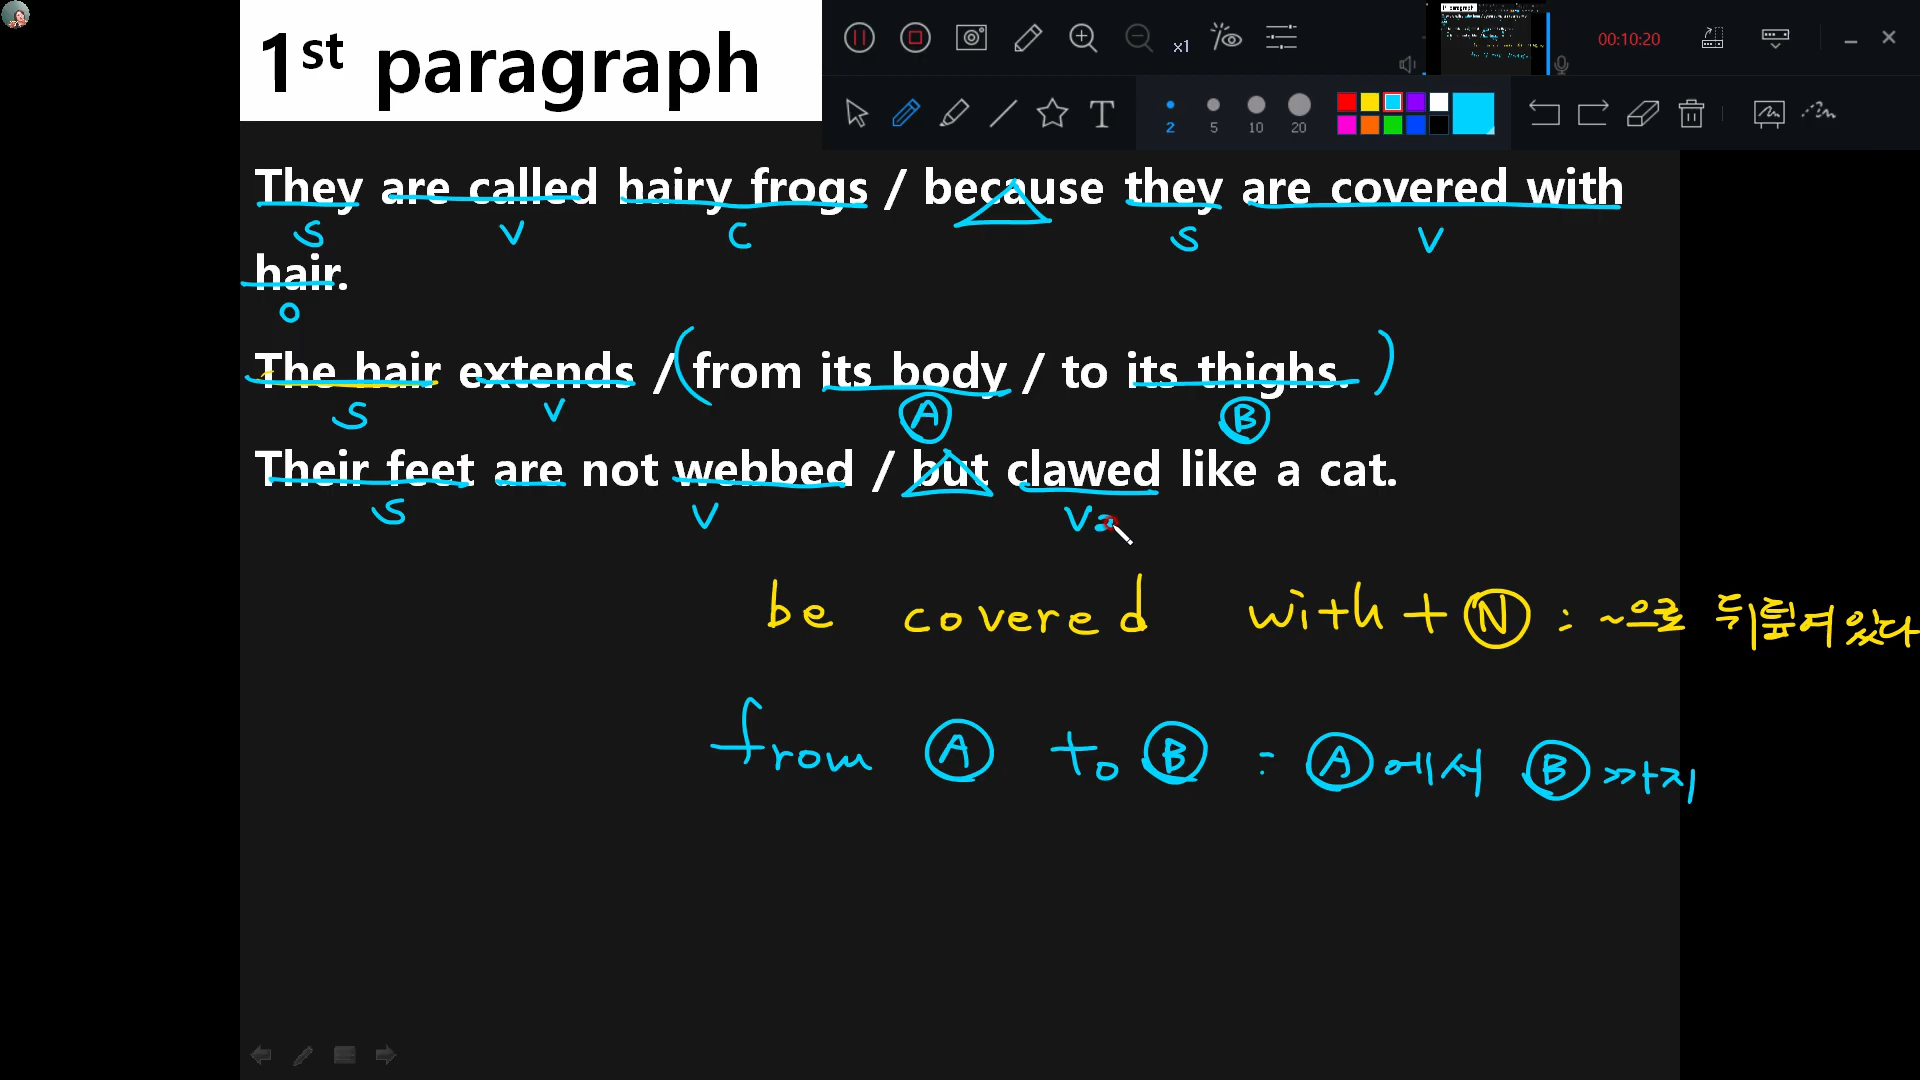 1st paragraph
x1
00:10:20
2 5 10 20
They are called hairy frogs / because they are covered with
S V C S V
hair.
O
The hair extends / (from its body / to its thighs.)
S V A B
Their feet are not webbed / but clawed like a cat.
S V V2
be covered with + N : ~으로 뒤덮여 있다
from A to B : A에서 B까지